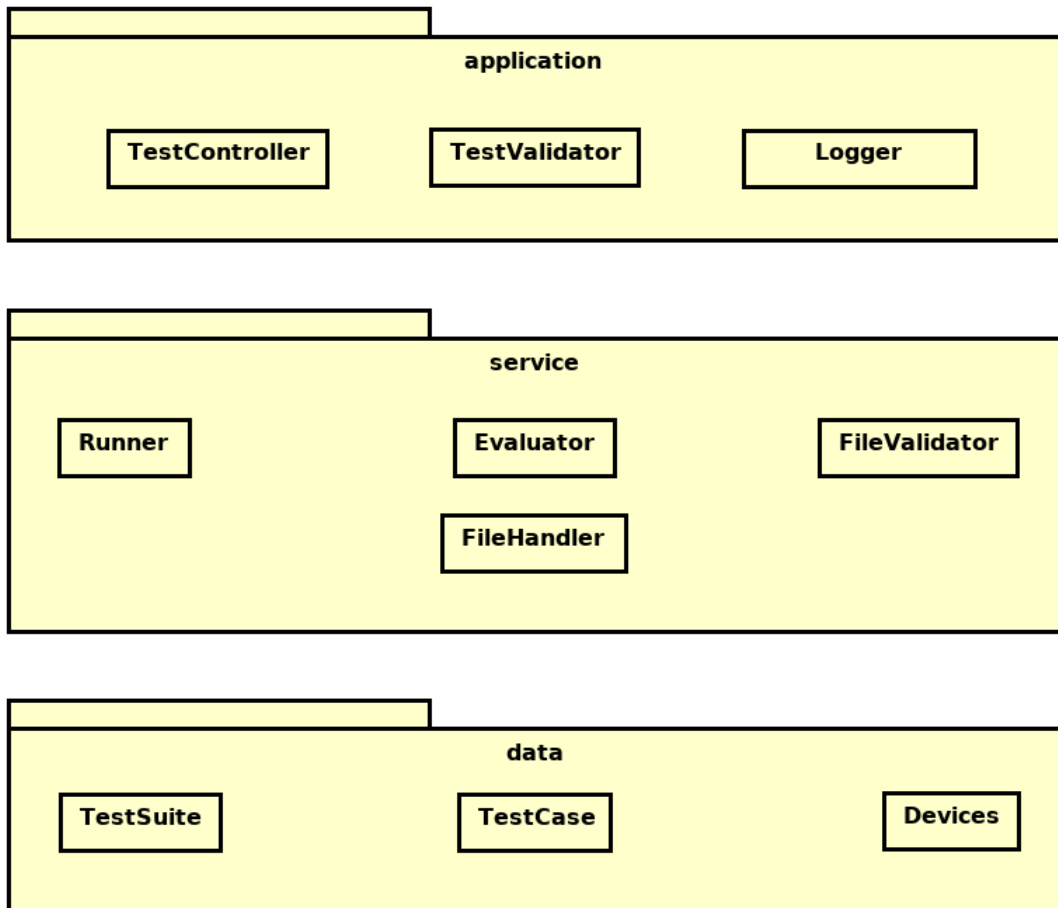 application
TestController
TestValidator
Logger
service
Runner
Evaluator
FileValidator
FileHandler
data
TestSuite
TestCase
Devices